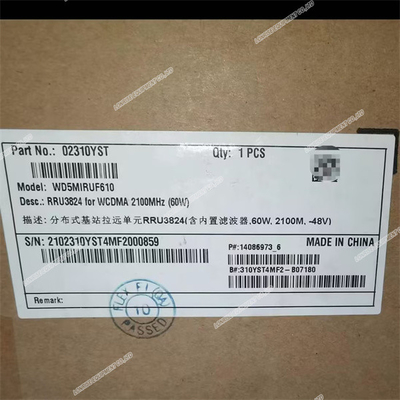 Part No.: 02310YST Qty: 1 PCS
Model: WD5MIRUF610
Desc.: RRU3824 for WCDMA 2100MHz (60W)
描述: 分布式基站拉远单元RRU3824(含内置滤波器,60W, 2100M, -48V)
S/N: 2102310YST4MF2000859
P#:14086973_6 MADE IN CHINA
B#:310YST4MF2-807180
Remark:
10
PASSED